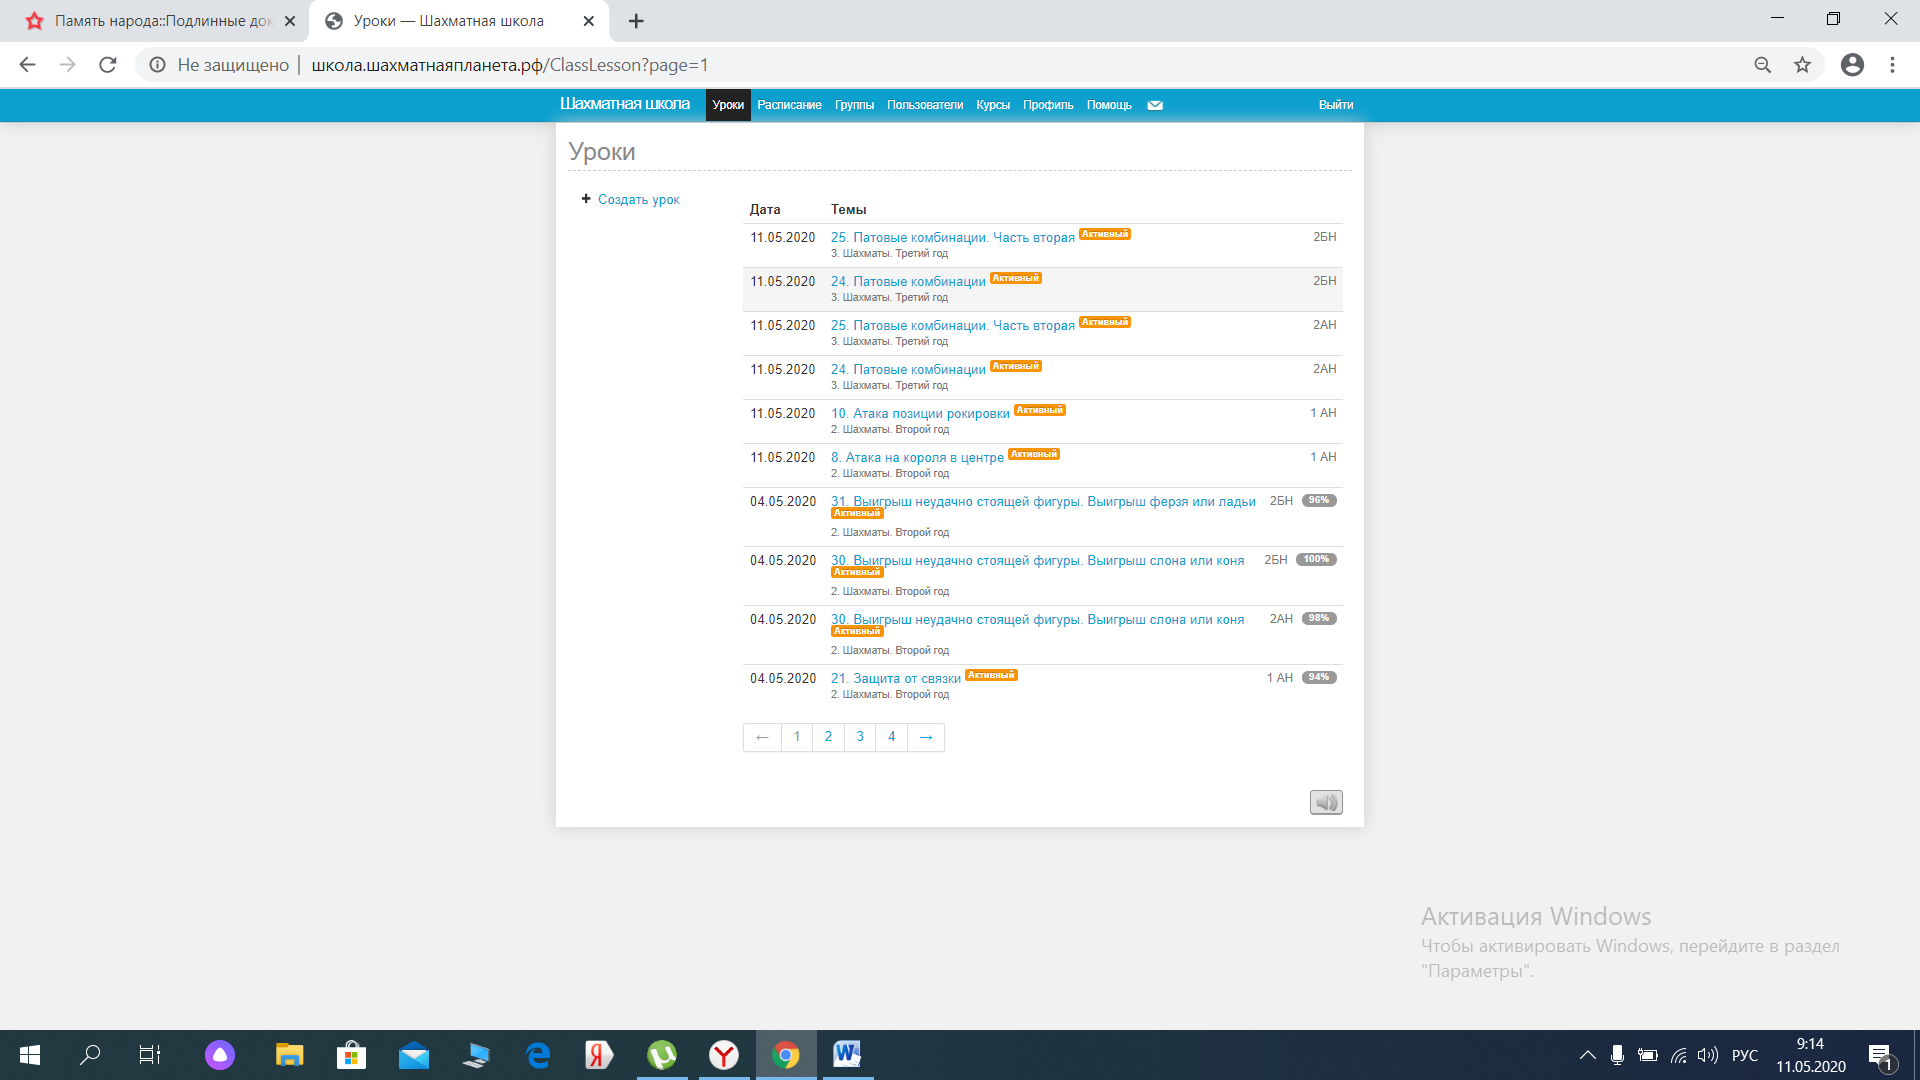 Память народа::Подлинные док
Уроки — Шахматная школа
Не защищено
школа.шахматнаяпланета.рф/ClassLesson?page=1
Шахматная школа Уроки Расписание Группы Пользователи Курсы Профиль Помощь Выйти
Уроки
Создать урок
Дата Темы
11.05.2020 25. Патовые комбинации. Часть вторая Активный 2БН
3. Шахматы. Третий год
11.05.2020 24. Патовые комбинации Активный 2БН
3. Шахматы. Третий год
11.05.2020 25. Патовые комбинации. Часть вторая Активный 2АН
3. Шахматы. Третий год
11.05.2020 24. Патовые комбинации Активный 2АН
3. Шахматы. Третий год
11.05.2020 10. Атака позиции рокировки Активный 1 АН
2. Шахматы. Второй год
11.05.2020 8. Атака на короля в центре Активный 1 АН
2. Шахматы. Второй год
04.05.2020 31. Выигрыш неудачно стоящей фигуры. Выигрыш ферзя или ладьи 2БН 96%
Активный
2. Шахматы. Второй год
04.05.2020 30. Выигрыш неудачно стоящей фигуры. Выигрыш слона или коня 2БН 100%
Активный
2. Шахматы. Второй год
04.05.2020 30. Выигрыш неудачно стоящей фигуры. Выигрыш слона или коня 2АН 98%
Активный
2. Шахматы. Второй год
04.05.2020 21. Защита от связки Активный 1 АН 94%
2. Шахматы. Второй год
← 1 2 3 4 →
Активация Windows
Чтобы активировать Windows, перейдите в раздел
"Параметры".
РУС
9:14
11.05.2020
1